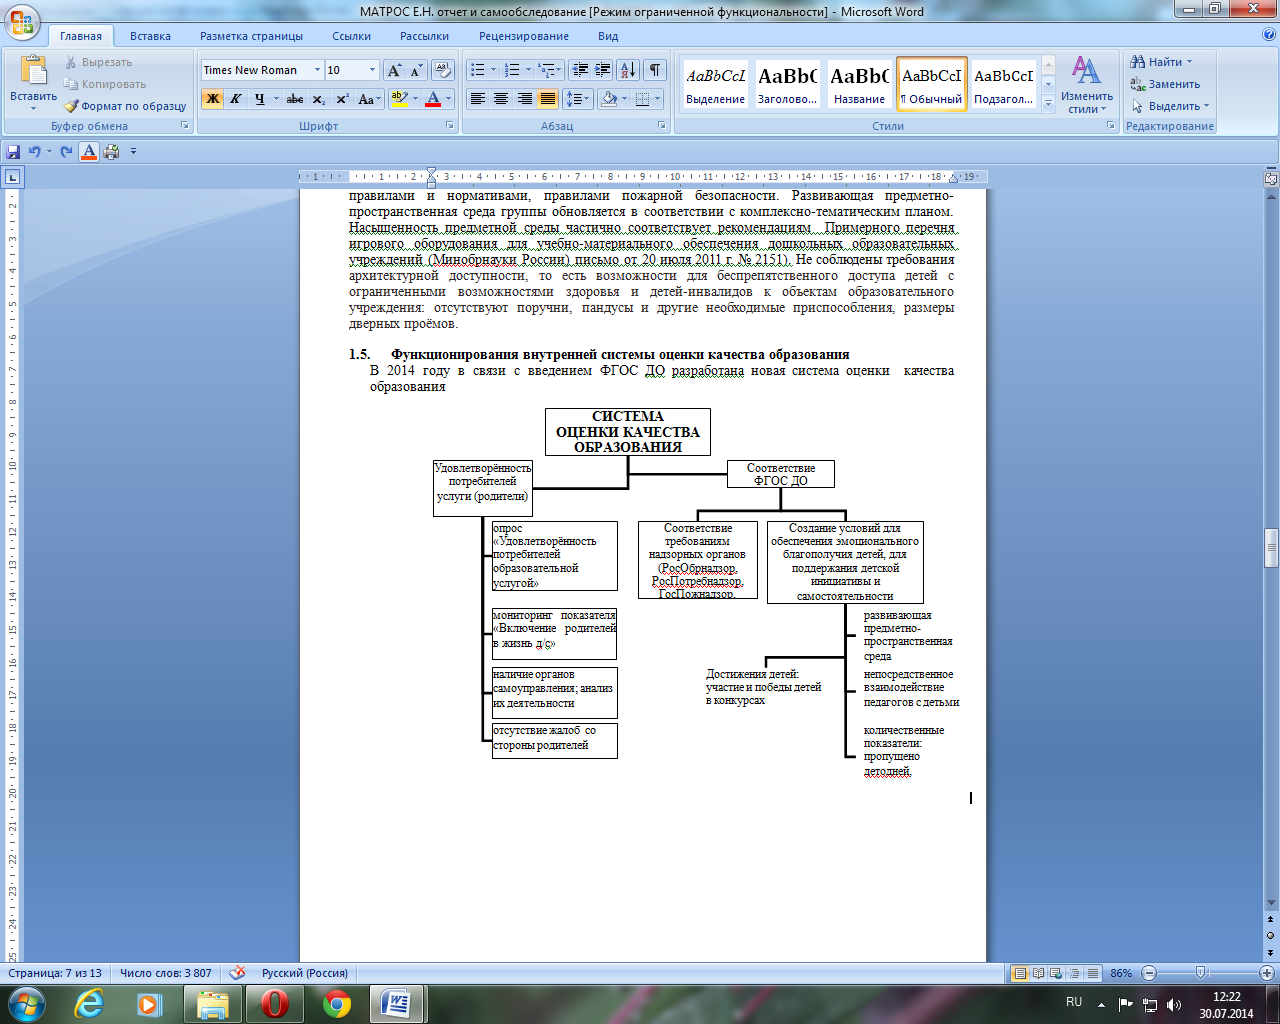 МАТРОС Е.Н. отчет и самообследование [Режим ограниченной функциональности] - Microsoft Word
Главная Вставка Разметка страницы Ссылки Рассылки Рецензирование Вид
Вставить
Вырезать
Копировать
Формат по образцу
Буфер обмена
Times New Roman 10
Ж К Ч abc x₂ x² Aa
Шрифт
Абзац
AaBbCcI AaBbC AaBbC AaBbCcI AaBbCcI
Выделение Заголово... Название ¶ Обычный Подзагол...
Стили
Изменить стили
Найти
Заменить
Выделить
Редактирование
правилами и нормативами, правилами пожарной безопасности. Развивающая предметно-
пространственная среда группы обновляется в соответствии с комплексно-тематическим планом.
Насыщенность предметной среды частично соответствует рекомендациям Примерного перечня
игрового оборудования для учебно-материального обеспечения дошкольных образовательных
учреждений (Минобрнауки России) письмо от 20 июля 2011 г. № 2151). Не соблюдены требования
архитектурной доступности, то есть возможности для беспрепятственного доступа детей с
ограниченными возможностями здоровья и детей-инвалидов к объектам образовательного
учреждения: отсутствуют поручни, пандусы и другие необходимые приспособления, размеры
дверных проёмов.
1.5. Функционирования внутренней системы оценки качества образования
В 2014 году в связи с введением ФГОС ДО разработана новая система оценки качества
образования
СИСТЕМА
ОЦЕНКИ КАЧЕСТВА
ОБРАЗОВАНИЯ
Удовлетворённость
потребителей
услуги (родители)
Соответствие
ФГОС ДО
опрос
«Удовлетворённость
потребителей
образовательной
услугой»
мониторинг показателя
«Включение родителей
в жизнь д/с»
наличие органов
самоуправления; анализ
их деятельности
отсутствие жалоб со
стороны родителей
Соответствие
требованиям
надзорных органов
(РосОбрнадзор,
РосПотребнадзор,
ГосПожнадзор,
Создание условий для
обеспечения эмоционального
благополучия детей, для
поддержания детской
инициативы и
самостоятельности
развивающая
предметно-
пространственная
среда
Достижения детей:
участие и победы детей
в конкурсах
непосредственное
взаимодействие
педагогов с детьми
количественные
показатели:
пропущено
детодней,
Страница: 7 из 13 Число слов: 3 807 Русский (Россия) 86%
RU 12:22
30.07.2014